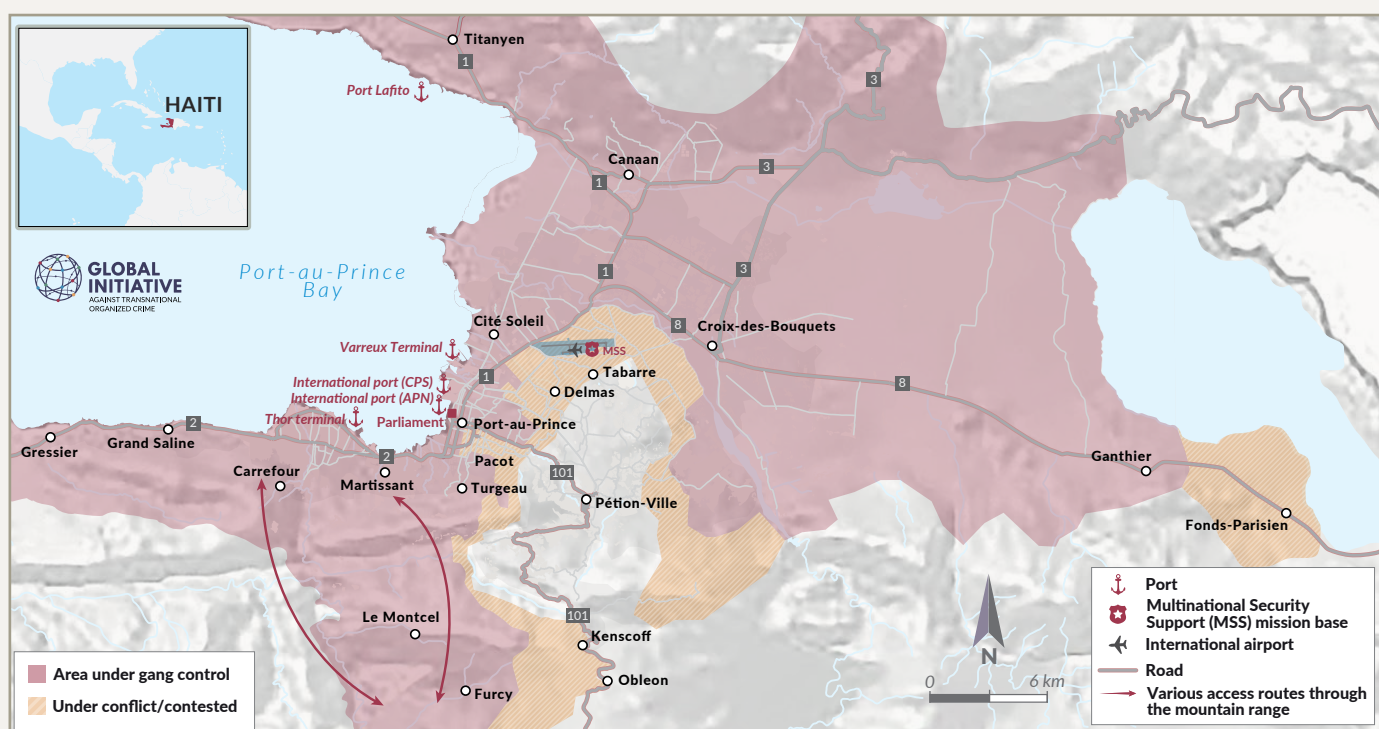 HAITI
GLOBAL
INITIATIVE
AGAINST TRANSNATIONAL
ORGANIZED CRIME
Port-au-Prince
Bay
Titanyen
1
Port Lafito
3
Canaan
1
3
1
3
Cité Soleil
8
Croix-des-Bouquets
Varreux Terminal
MSS
Tabarre
1
International port (CPS)
Delmas
8
International port (APN)
Thor terminal
Parliament
Port-au-Prince
2
Grand Saline
Gressier
2
Pacot
101
Ganthier
Carrefour
Martissant
Turgeau
Pétion-Ville
Fonds-Parisien
101
Le Montcel
Kenscoff
Obleon
Furcy
N
0
6 km
Area under gang control
Under conflict/contested
Port
Multinational Security
Support (MSS) mission base
International airport
Road
Various access routes through
the mountain range